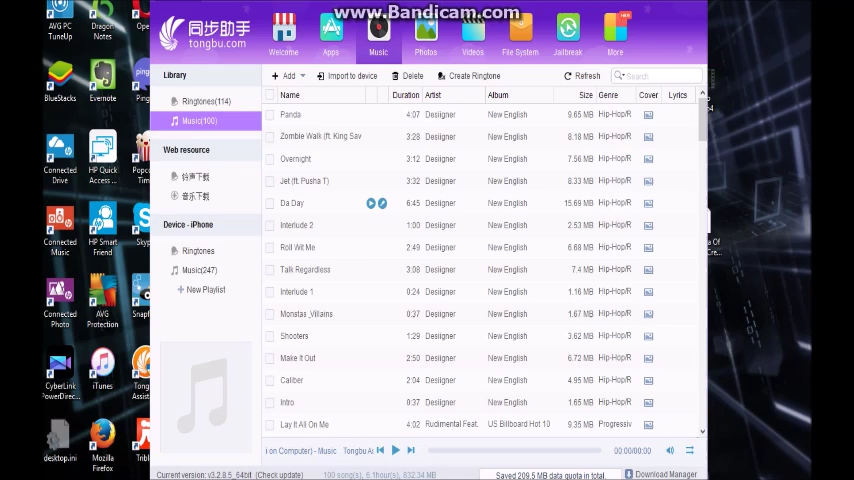 www.Bandicam.com
AVG PC
TuneUp
Dragon
Notes
BlueStacks
Evernote
Connected
Drive
HP Quick
Access ...
Connected
Music
HP Smart
Friend
Connected
Photo
AVG
Protection
CyberLink
PowerDirec...
iTunes
desktop.ini
Mozilla
Firefox
同步助手
tongbu.com
Welcome
Apps
Music
Photos
Videos
File System
Jailbreak
More
Library
Ringtones(114)
Music(100)
Web resource
铃声下载
音乐下载
Device - iPhone
Ringtones
Music(247)
New Playlist
Add Import to device Delete Create Ringtone Refresh Search
Name Duration Artist Album Size Genre Cover Lyrics
Panda 4:07 Desiigner New English 9.65 MB Hip-Hop/R
Zombie Walk (ft. King Sav 3:28 Desiigner New English 8.18 MB Hip-Hop/R
Overnight 3:12 Desiigner New English 7.56 MB Hip-Hop/R
Jet (ft. Pusha T) 3:32 Desiigner New English 8.33 MB Hip-Hop/R
Da Day 6:45 Desiigner New English 15.69 MB Hip-Hop/R
Interlude 2 1:00 Desiigner New English 2.53 MB Hip-Hop/R
Roll Wit Me 2:49 Desiigner New English 6.68 MB Hip-Hop/R
Talk Regardless 3:08 Desiigner New English 7.4 MB Hip-Hop/R
Interlude 1 0:24 Desiigner New English 1.16 MB Hip-Hop/R
Monstas_Villains 0:37 Desiigner New English 1.67 MB Hip-Hop/R
Shooters 1:29 Desiigner New English 3.62 MB Hip-Hop/R
Make It Out 2:50 Desiigner New English 6.72 MB Hip-Hop/R
Caliber 2:04 Desiigner New English 4.95 MB Hip-Hop/R
Intro 0:37 Desiigner New English 1.65 MB Hip-Hop/R
Lay It All On Me 4:02 Rudimental Feat. US Billboard Hot 10 9.35 MB Progressiv
i on Computer) - Music Tongbu As 00:00/00:00
Current version: v3.2.8.5_64bit (Check update) 100 song(s), 6.1hour(s), 832.34 MB Saved 209.5 MB data quota in total. Download Manager